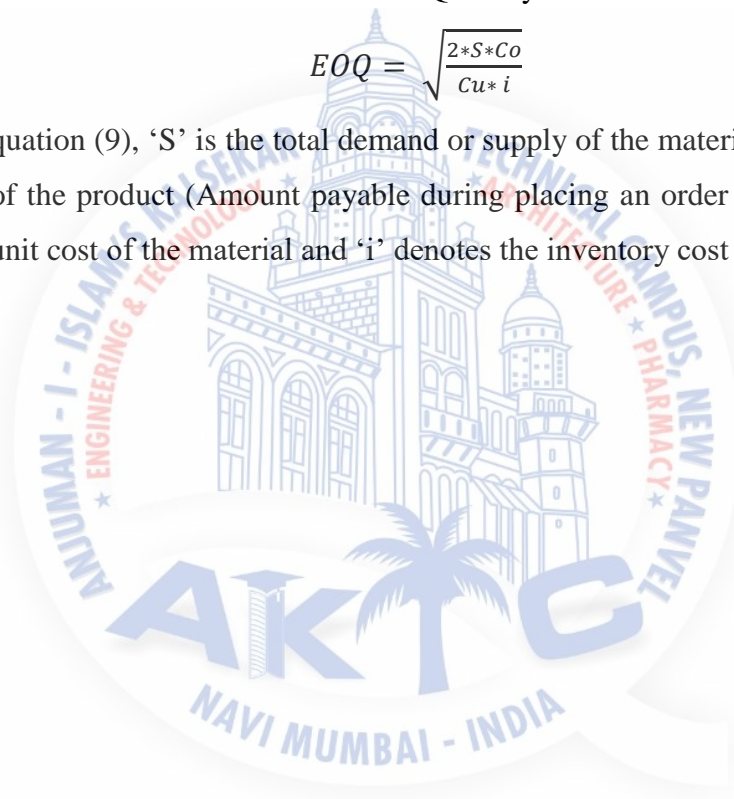 EOQ = √2*S*Co / Cu* i
quation (9), ‘S’ is the total demand or supply of the materi
of the product (Amount payable during placing an order
unit cost of the material and ‘i’ denotes the inventory cost
ANJUMAN - I - ISLAM'S KALSEKAR TECHNICAL CAMPUS, NEW PANVEL
★ ENGINEERING & TECHNOLOGY ★ ★ ARCHITECTURE ★ PHARMACY ★
AKTC
NAVI MUMBAI - INDIA